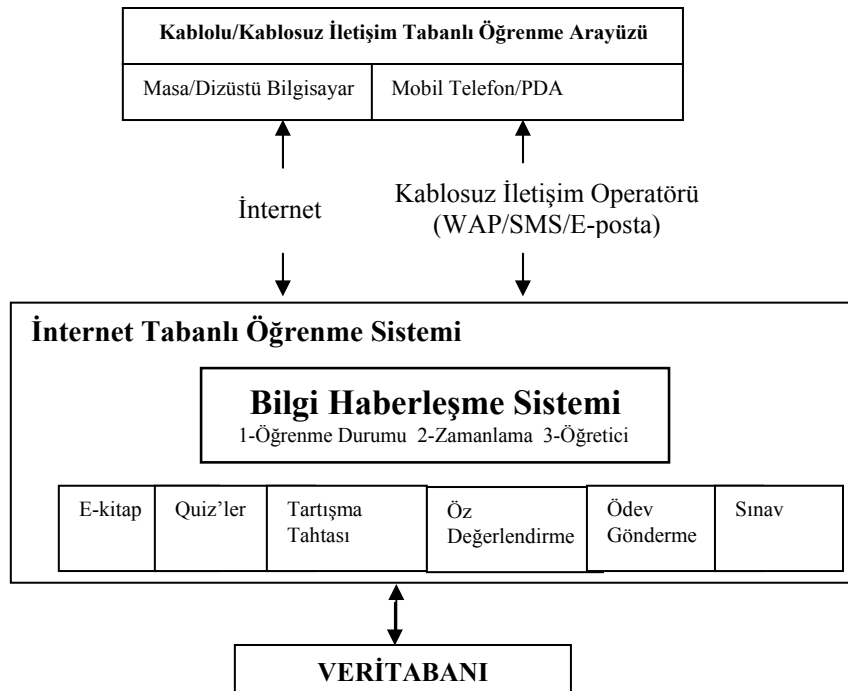 Kablolu/Kablosuz İletişim Tabanlı Öğrenme Arayüzü
Masa/Dizüstü Bilgisayar
Mobil Telefon/PDA
İnternet
Kablosuz İletişim Operatörü
(WAP/SMS/E-posta)
İnternet Tabanlı Öğrenme Sistemi
Bilgi Haberleşme Sistemi
1-Öğrenme Durumu 2-Zamanlama 3-Öğretici
E-kitap
Quiz’ler
Tartışma
Tahtası
Öz
Değerlendirme
Ödev
Gönderme
Sınav
VERİTABANI